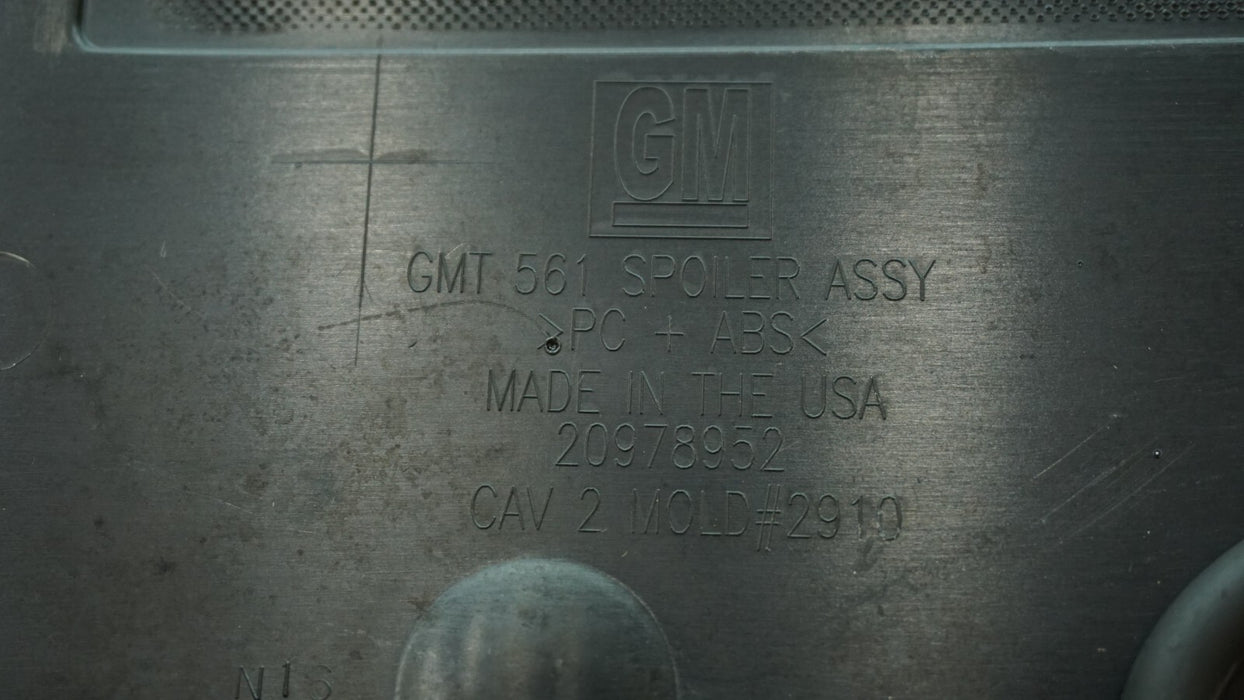 GM
GMT 561 SPOILER ASSY
>PC + ABS<
MADE IN THE USA
20978952
CAV 2 MOLD#2910